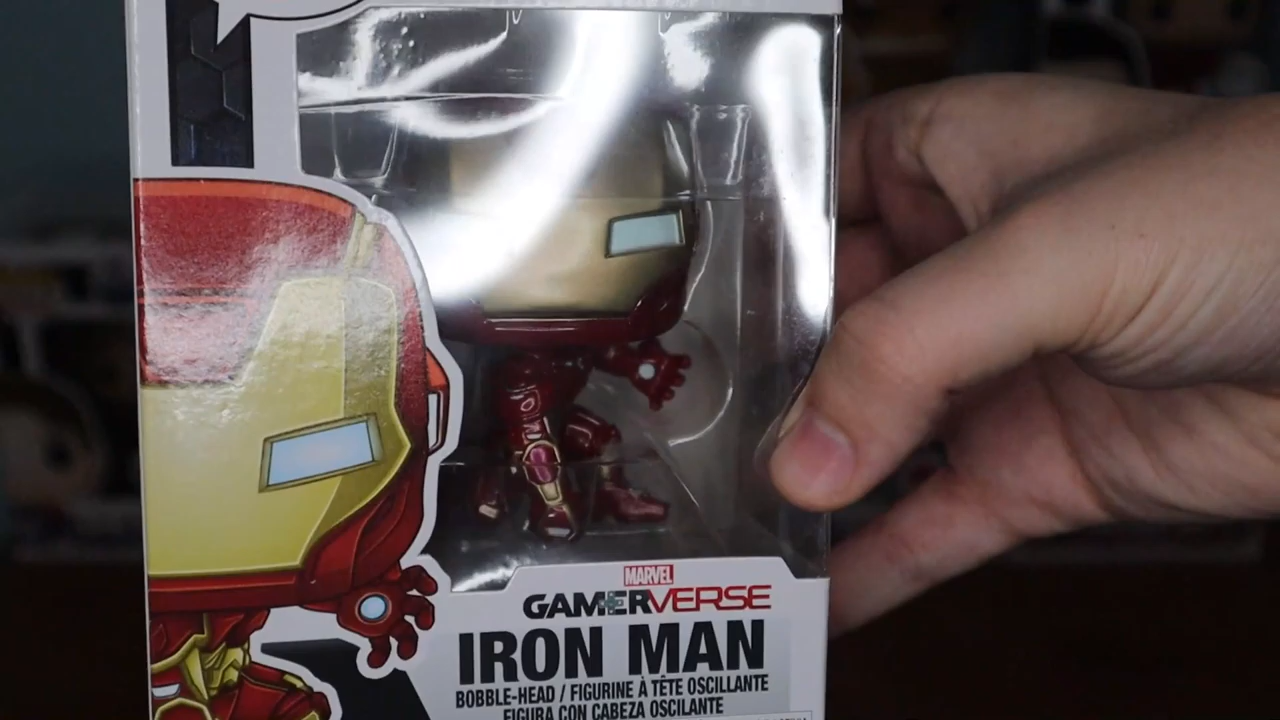 MARVEL
GAMERVERSE
IRON MAN
BOBBLE-HEAD / FIGURINE À TÊTE OSCILLANTE
FIGURA CON CABEZA OSCILANTE